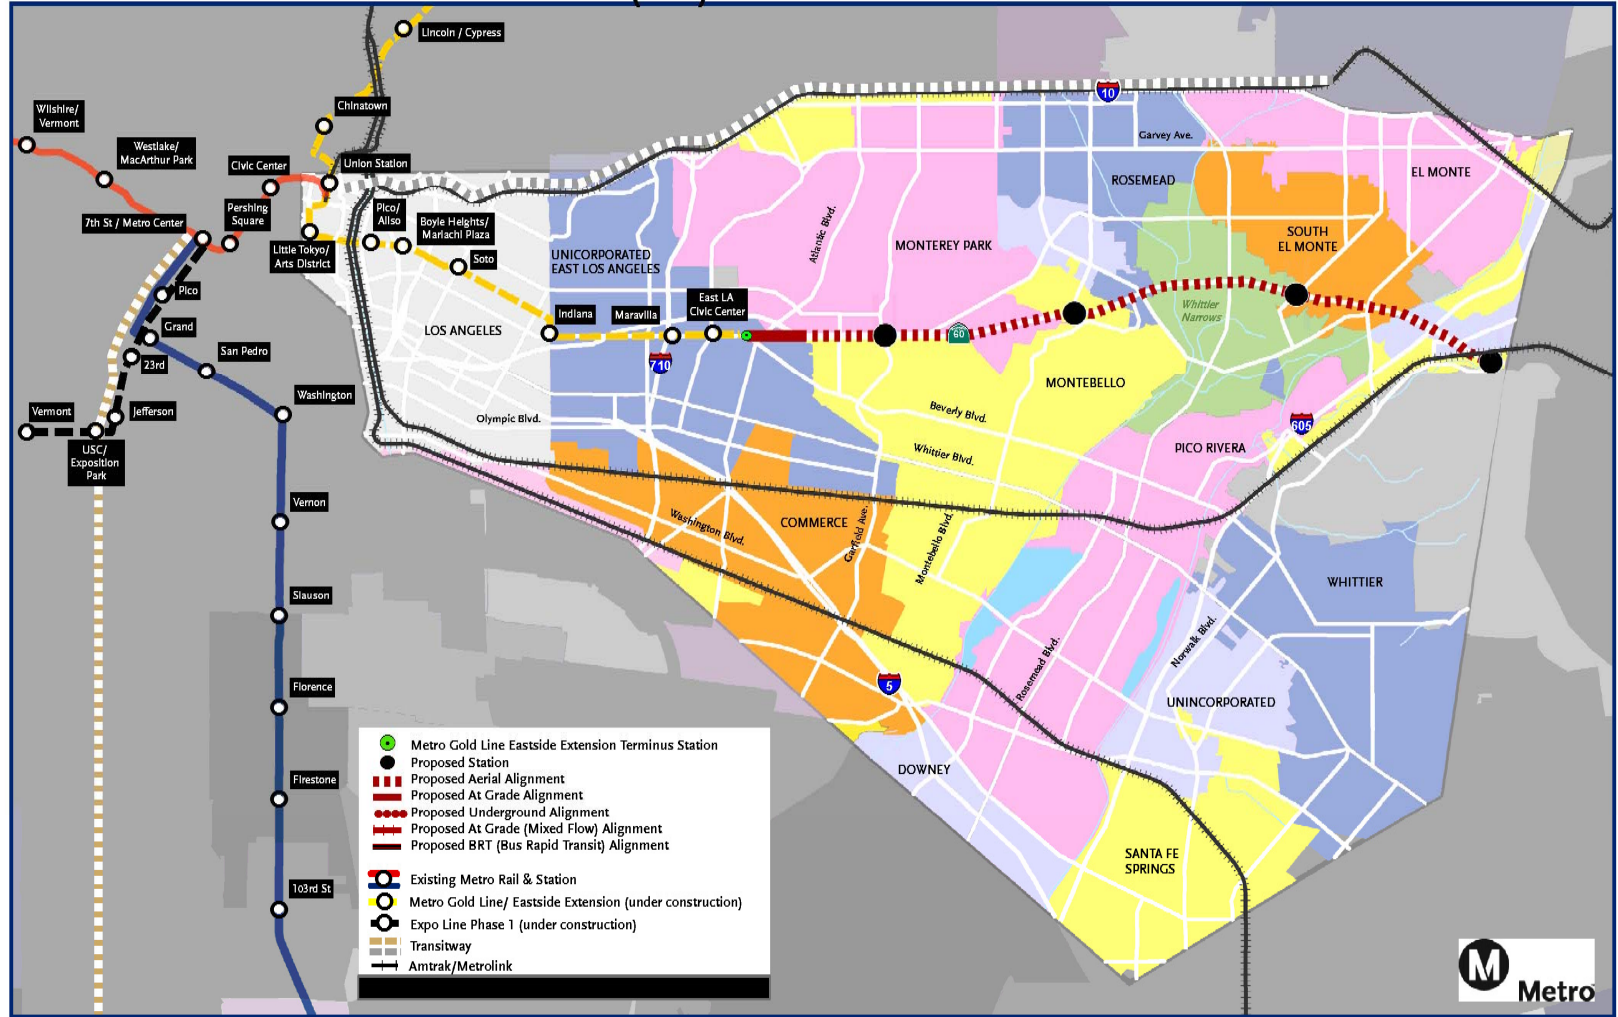 Lincoln / Cypress
Chinatown
Wilshire/
Vermont
Westlake/
MacArthur Park
Civic Center
Union Station
Pershing
Square
7th St / Metro Center
Little Tokyo/
Arts District
Pico/
Aliso
Boyle Heights/
Mariachi Plaza
Soto
Pico
Grand
San Pedro
23rd
Washington
Vermont
Jefferson
USC/
Exposition
Park
Vernon
Slauson
Florence
Firestone
103rd St
Indiana
Maravilla
East LA
Civic Center
LOS ANGELES
UNICORPORATED
EAST LOS ANGELES
MONTEREY PARK
Atlantic Blvd.
10
Garvey Ave.
ROSEMEAD
EL MONTE
SOUTH
EL MONTE
Whittier
Narrows
60
710
MONTEBELLO
Beverly Blvd.
Whittier Blvd.
Olympic Blvd.
PICO RIVERA
605
COMMERCE
Washington Blvd.
Garfield Ave.
Montebello Blvd.
WHITTIER
Norwalk Blvd.
Rosemead Blvd.
5
UNINCORPORATED
DOWNEY
SANTA FE
SPRINGS
Metro Gold Line Eastside Extension Terminus Station
Proposed Station
Proposed Aerial Alignment
Proposed At Grade Alignment
Proposed Underground Alignment
Proposed At Grade (Mixed Flow) Alignment
Proposed BRT (Bus Rapid Transit) Alignment
Existing Metro Rail & Station
Metro Gold Line/ Eastside Extension (under construction)
Expo Line Phase 1 (under construction)
Transitway
Amtrak/Metrolink
M
Metro